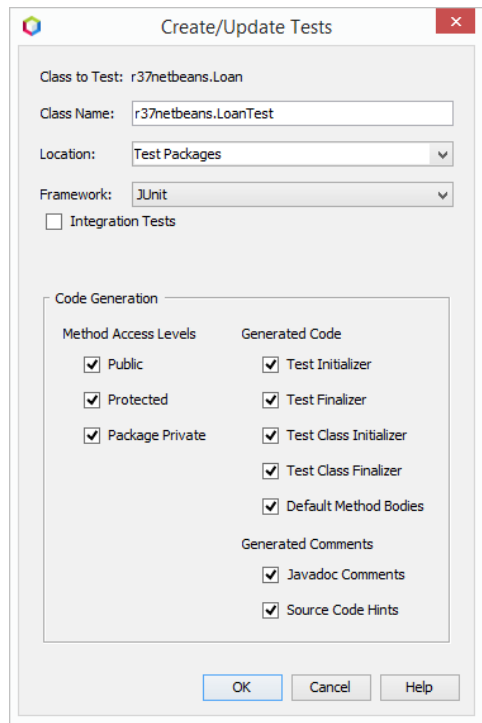 Create/Update Tests
Class to Test: r37netbeans.Loan
Class Name: r37netbeans.LoanTest
Location: Test Packages
Framework: JUnit
Integration Tests
Code Generation
Method Access Levels
Public
Protected
Package Private
Generated Code
Test Initializer
Test Finalizer
Test Class Initializer
Test Class Finalizer
Default Method Bodies
Generated Comments
Javadoc Comments
Source Code Hints
OK Cancel Help